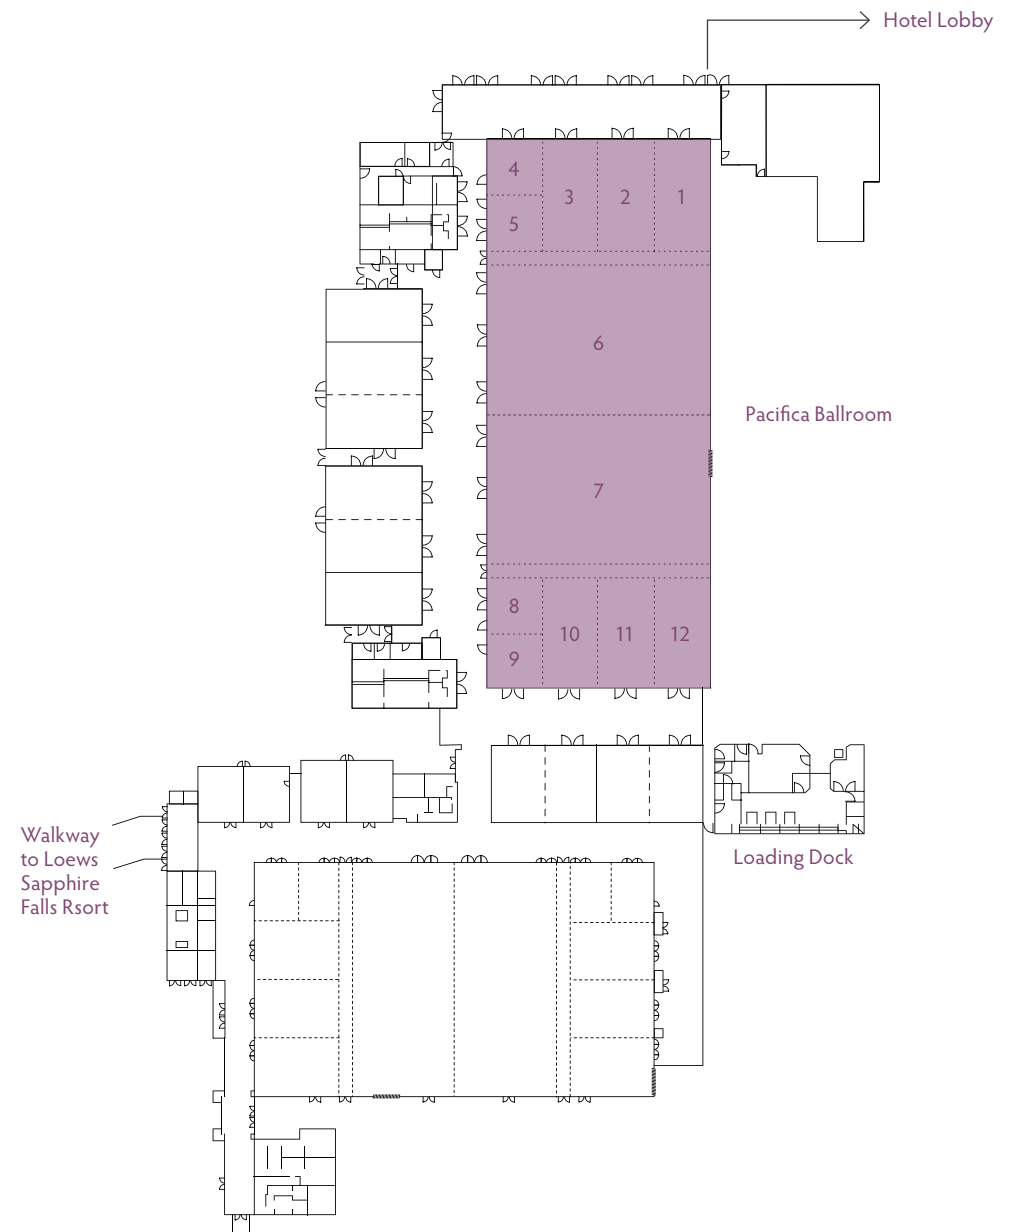 Hotel Lobby
4
3
2
1
5
6
Pacifica Ballroom
7
8
10
11
12
9
Walkway
to Loews
Sapphire
Falls Rsort
Loading Dock